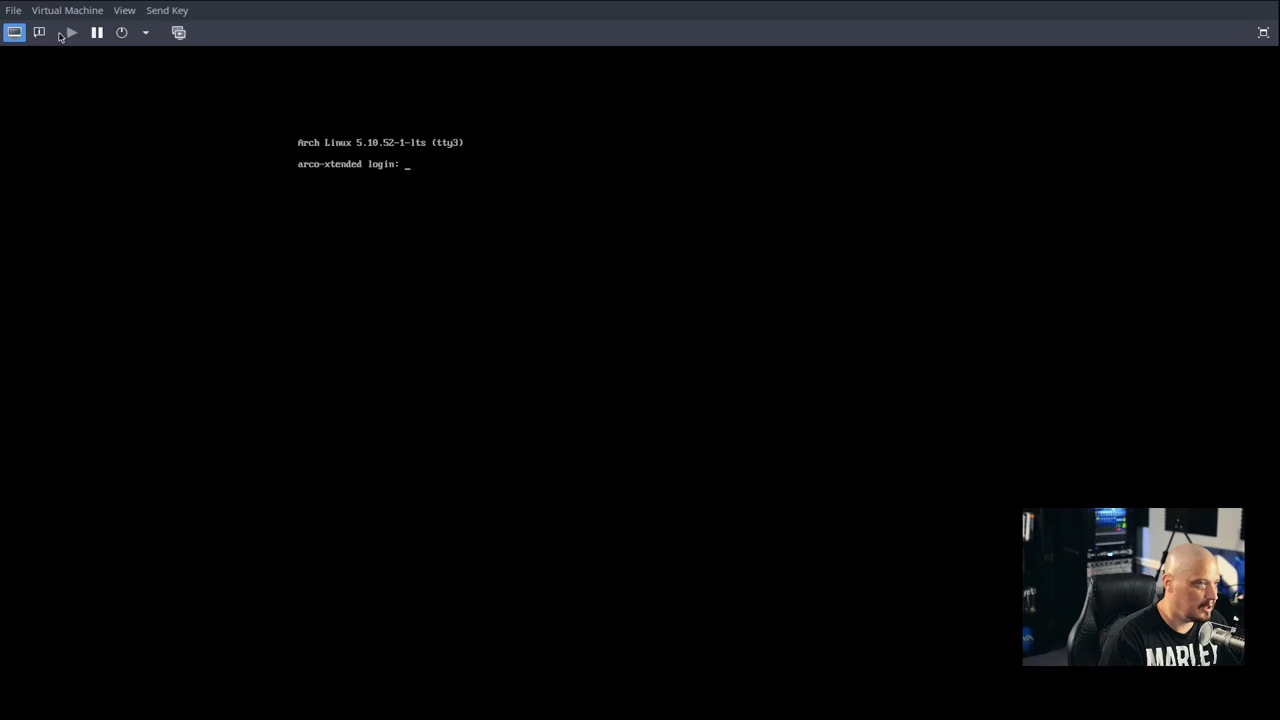 File Virtual Machine View Send Key
Arch Linux 5.10.52-1-lts (tty3)
arco-xtended login: _
MARLEY